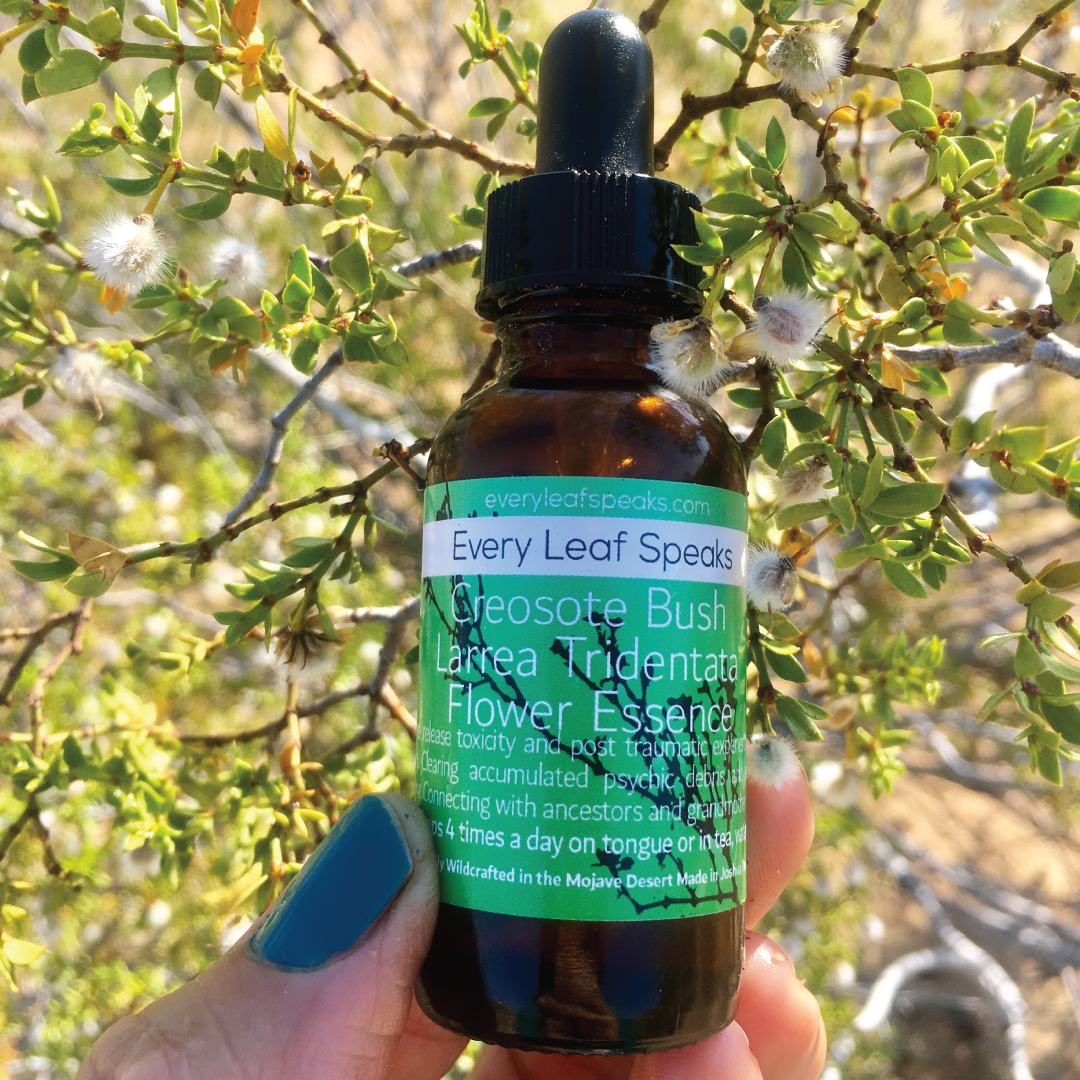 everyleafspeaks.com
Every Leaf Speaks
Creosote Bush
Larrea Tridentata
Flower Essence
release toxicity and post traumatic
Clearing accumulated psychic debris
Connecting with ancestors and
4 times a day on tongue or in tea,
Wildcrafted in the Mojave Desert Made in